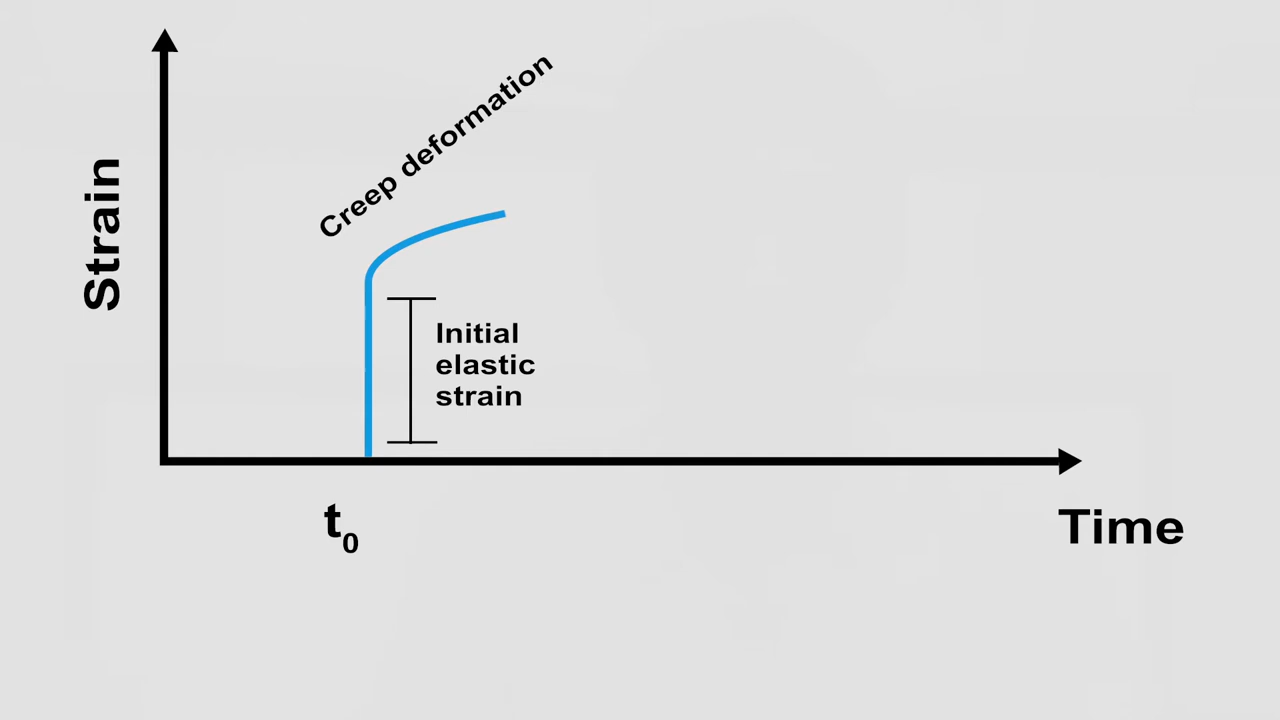 Creep deformation
Strain
Initial
elastic
strain
t₀
Time